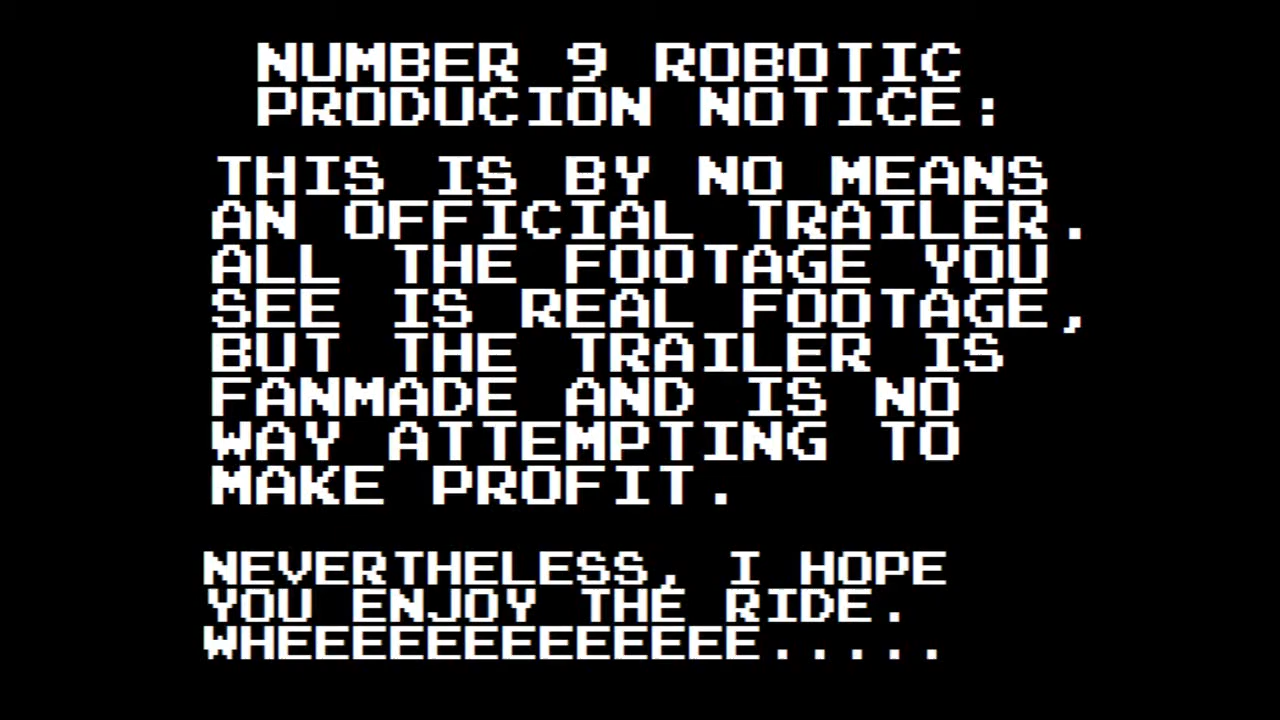 NUMBER 9 ROBOTIC
PRODUCION NOTICE:
THIS IS BY NO MEANS
AN OFFICIAL TRAILER.
ALL THE FOOTAGE YOU
SEE IS REAL FOOTAGE,
BUT THE TRAILER IS
FANMADE AND IS NO
WAY ATTEMPTING TO
MAKE PROFIT.
NEVERTHELESS, I HOPE
YOU ENJOY THE RIDE.
WHEEEEEEEEEEEEE.....